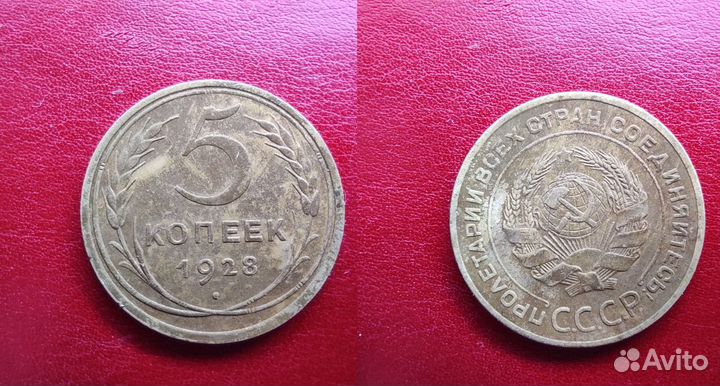 5
КОПЕЕК
1928
ПРОЛЕТАРИИ ВСЕХ СТРАН СОЕДИНЯЙТЕСЬ!
С.С.С.Р.
Avito